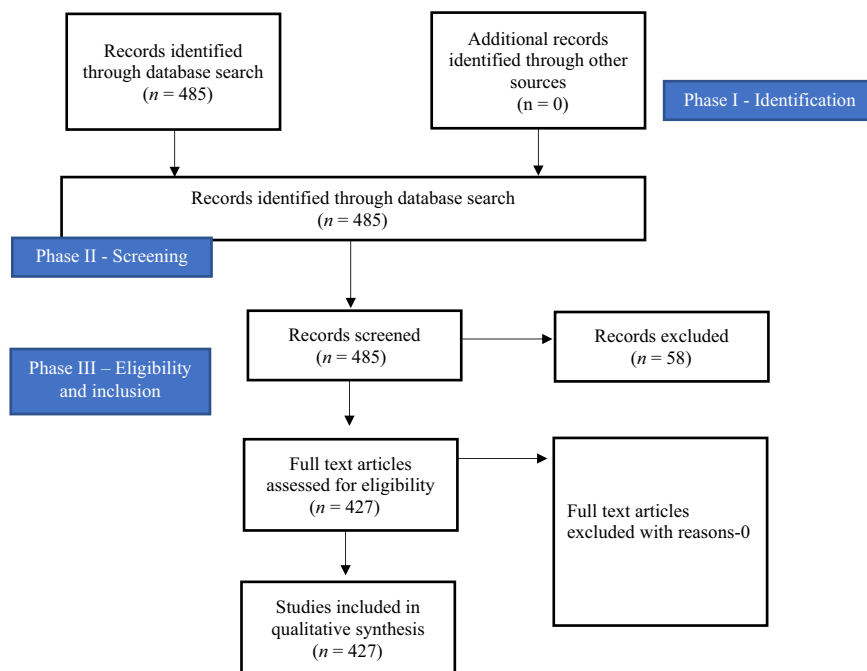 Records identified
through database search
(n = 485)
Additional records
identified through other
sources
(n = 0)
Phase I - Identification
Records identified through database search
(n = 485)
Phase II - Screening
Records screened
(n = 485)
Records excluded
(n = 58)
Phase III – Eligibility
and inclusion
Full text articles
assessed for eligibility
(n = 427)
Full text articles
excluded with reasons-0
Studies included in
qualitative synthesis
(n = 427)